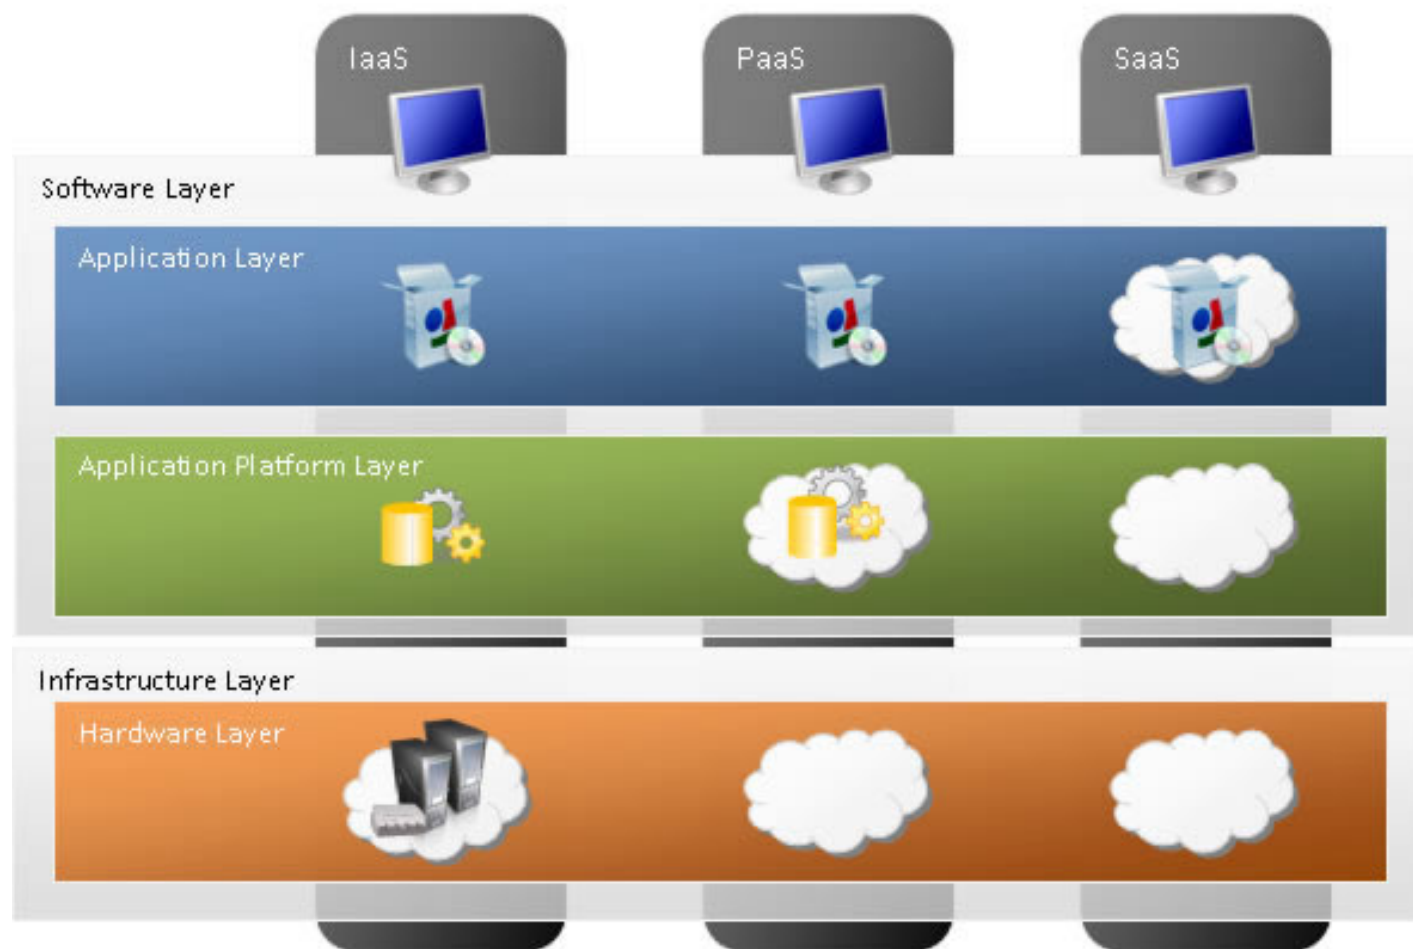 IaaS
PaaS
SaaS
Software Layer
Application Layer
Application Platform Layer
Infrastructure Layer
Hardware Layer